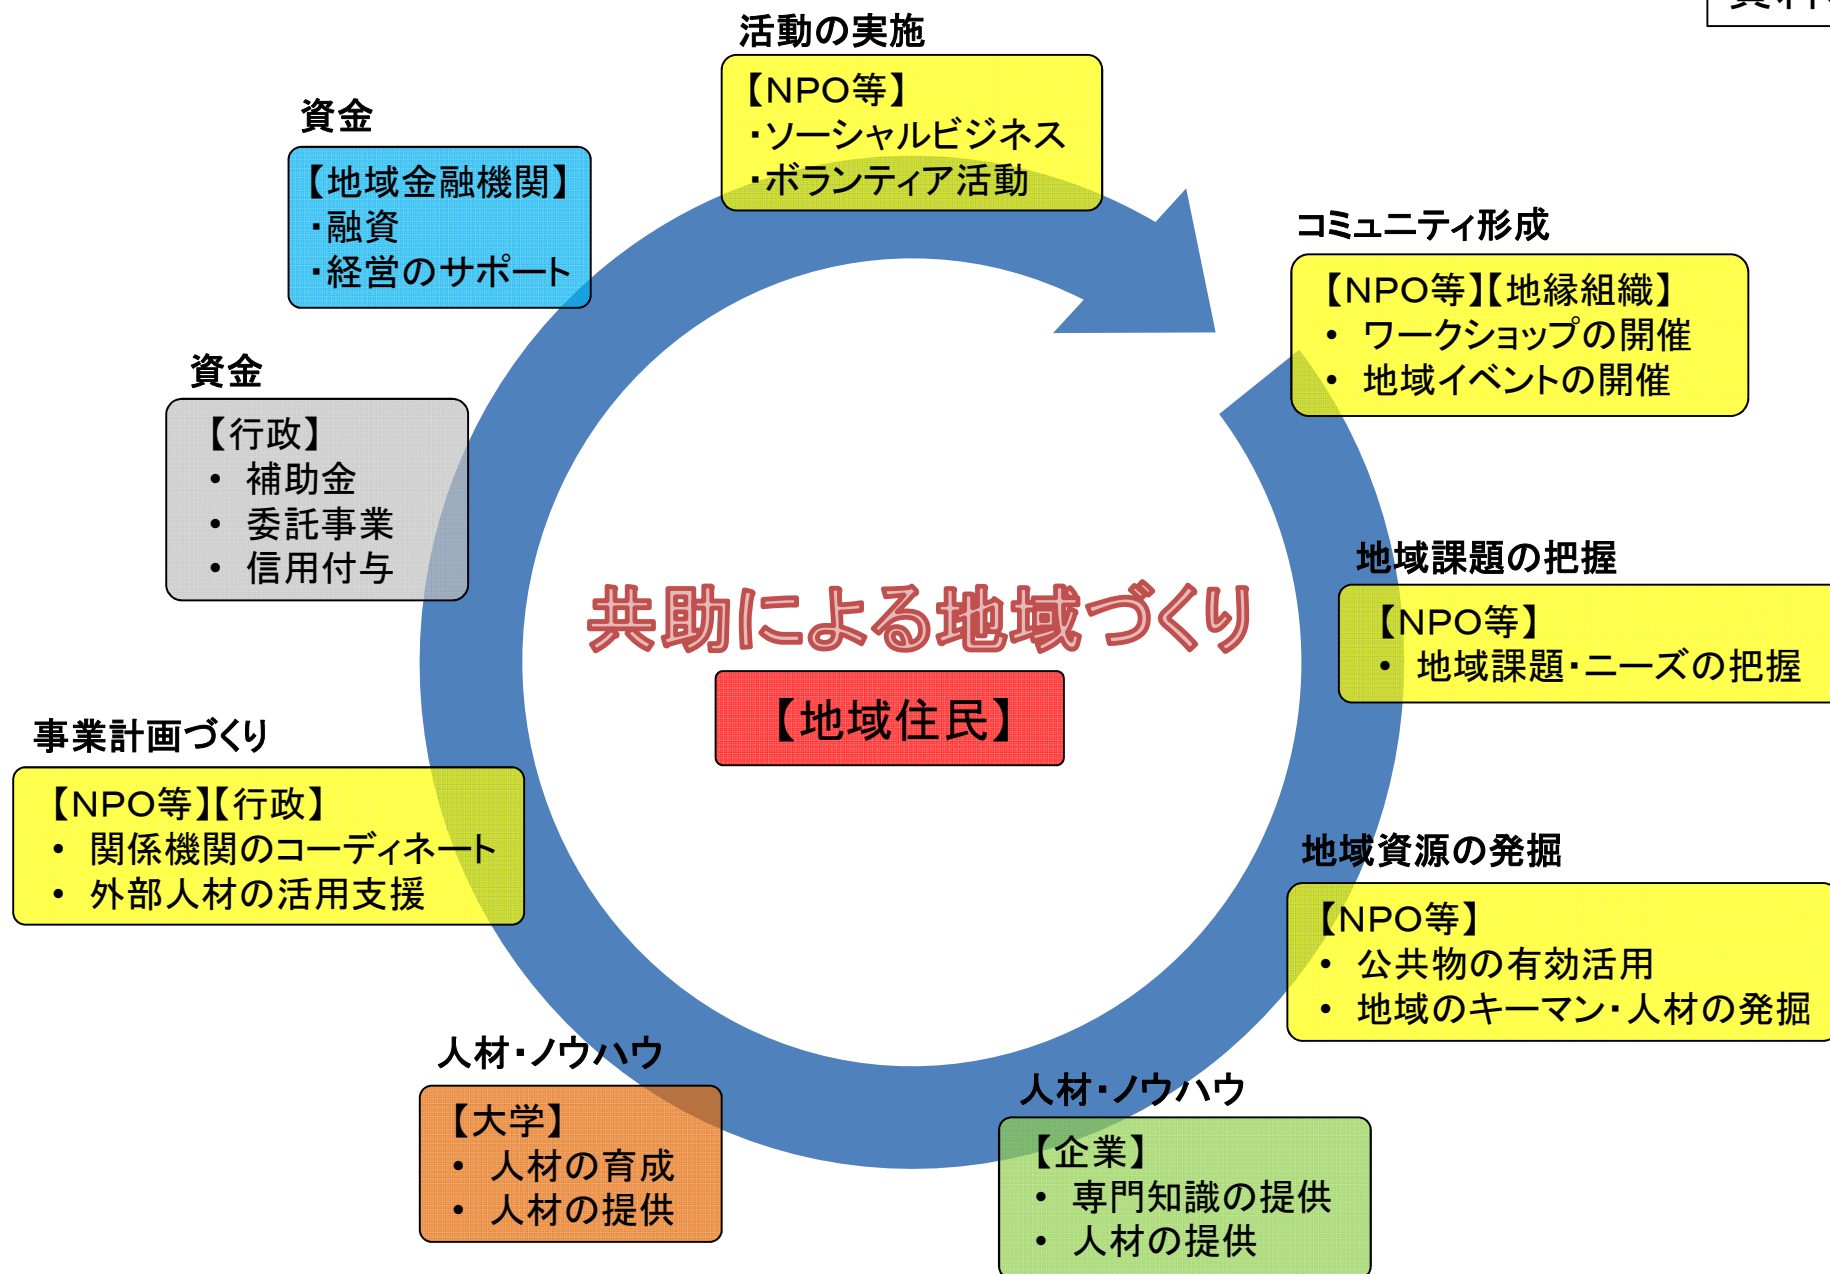 活動の実施
【NPO等】
・ソーシャルビジネス
・ボランティア活動
コミュニティ形成
【NPO等】【地縁組織】
• ワークショップの開催
• 地域イベントの開催
地域課題の把握
【NPO等】
• 地域課題・ニーズの把握
地域資源の発掘
【NPO等】
• 公共物の有効活用
• 地域のキーマン・人材の発掘
人材・ノウハウ
【企業】
• 専門知識の提供
• 人材の提供
人材・ノウハウ
【大学】
• 人材の育成
• 人材の提供
事業計画づくり
【NPO等】【行政】
• 関係機関のコーディネート
• 外部人材の活用支援
資金
【行政】
• 補助金
• 委託事業
• 信用付与
資金
【地域金融機関】
・融資
・経営のサポート
共助による地域づくり
【地域住民】